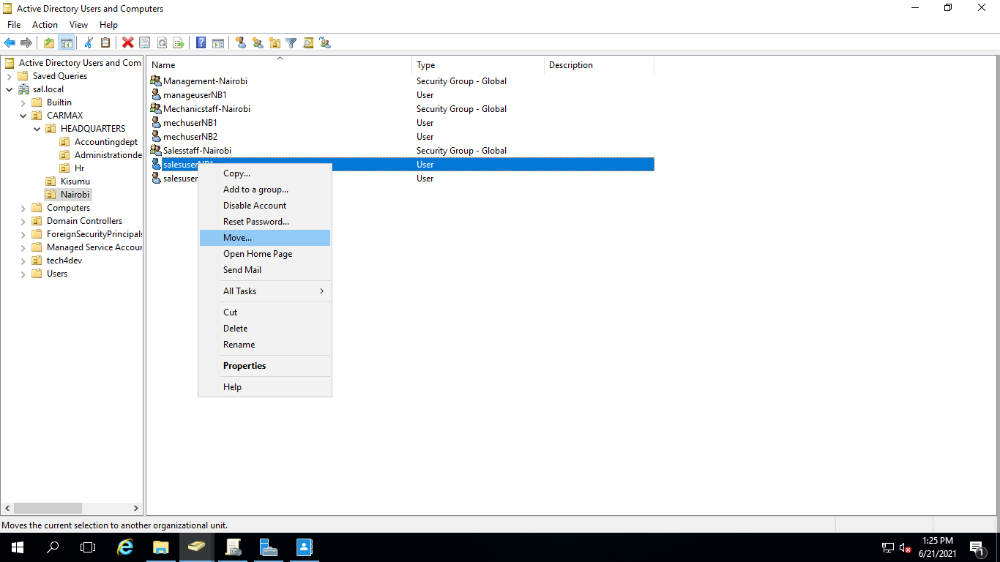 Active Directory Users and Computers
File Action View Help
Active Directory Users and Com
Saved Queries
sal.local
Builtin
CARMAX
HEADQUARTERS
Accountingdept
Administrationde
Hr
Kisumu
Nairobi
Computers
Domain Controllers
ForeignSecurityPrincipals
Managed Service Accour
tech4dev
Users
Name Type Description
Management-Nairobi Security Group - Global
manageuserNB1 User
Mechanicstaff-Nairobi Security Group - Global
mechuserNB1 User
mechuserNB2 User
Salesstaff-Nairobi Security Group - Global
salesuserNB1 User
salesuser User
Copy...
Add to a group...
Disable Account
Reset Password...
Move...
Open Home Page
Send Mail
All Tasks
Cut
Delete
Rename
Properties
Help
Moves the current selection to another organizational unit.
1:25 PM
6/21/2021
1